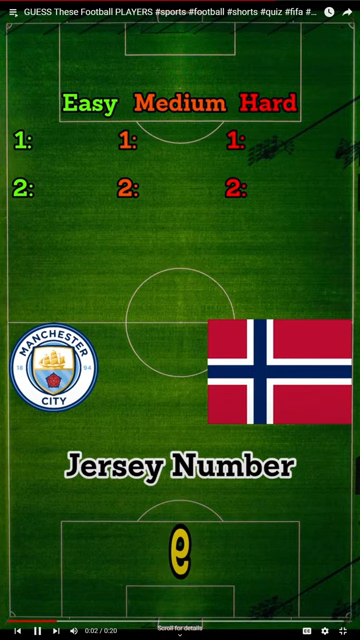 GUESS These Football PLAYERS #sports #football #shorts #quiz #fifa #...
Easy Medium Hard
1: 1: 1:
2: 2: 2:
MANCHESTER
18 94
CITY
Jersey Number
9
Scroll for details
0:02 / 0:20